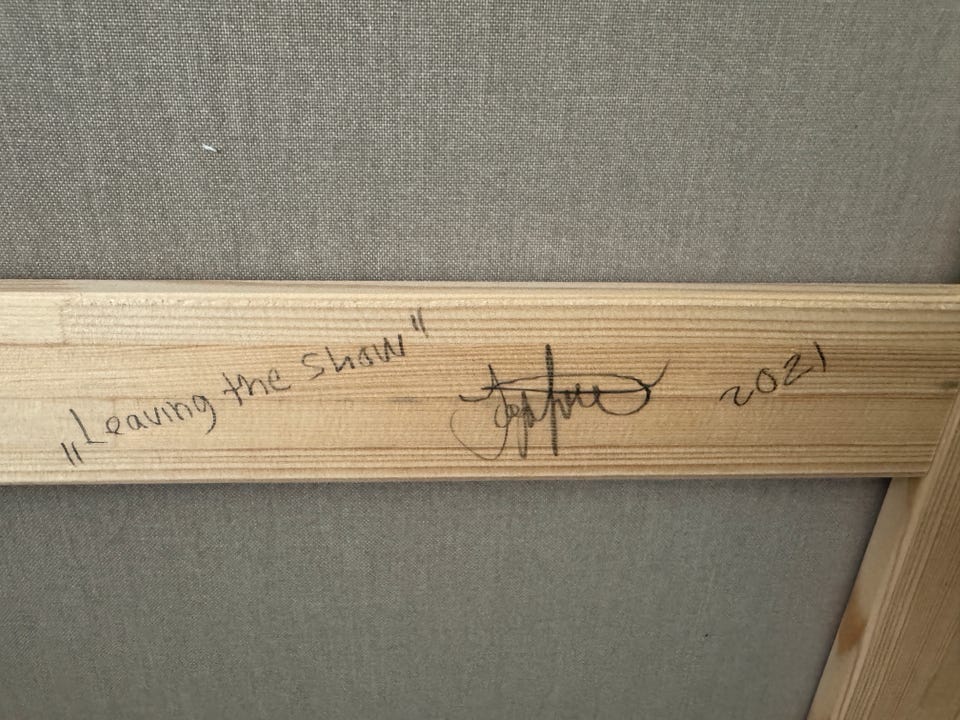 „Leaving the show" 2021